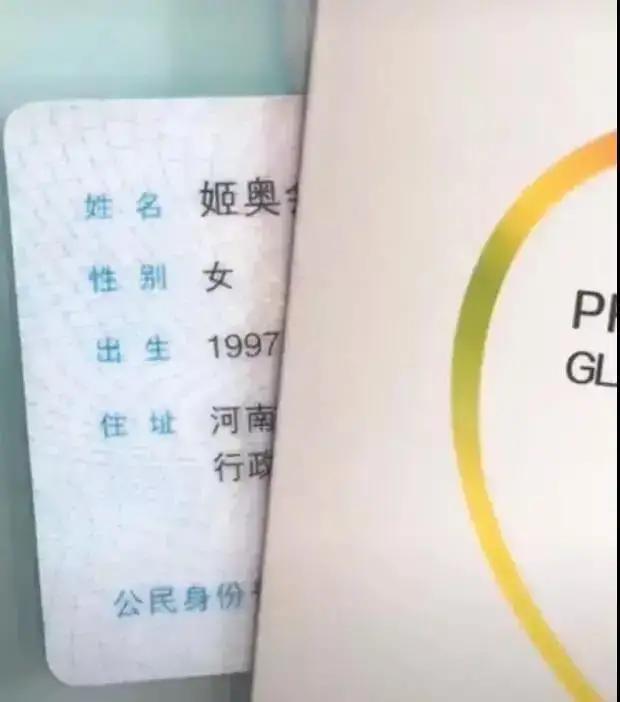 姓名 姬奥
性别 女
出生 1997
住址 河南
行政
公民身份
P
GL